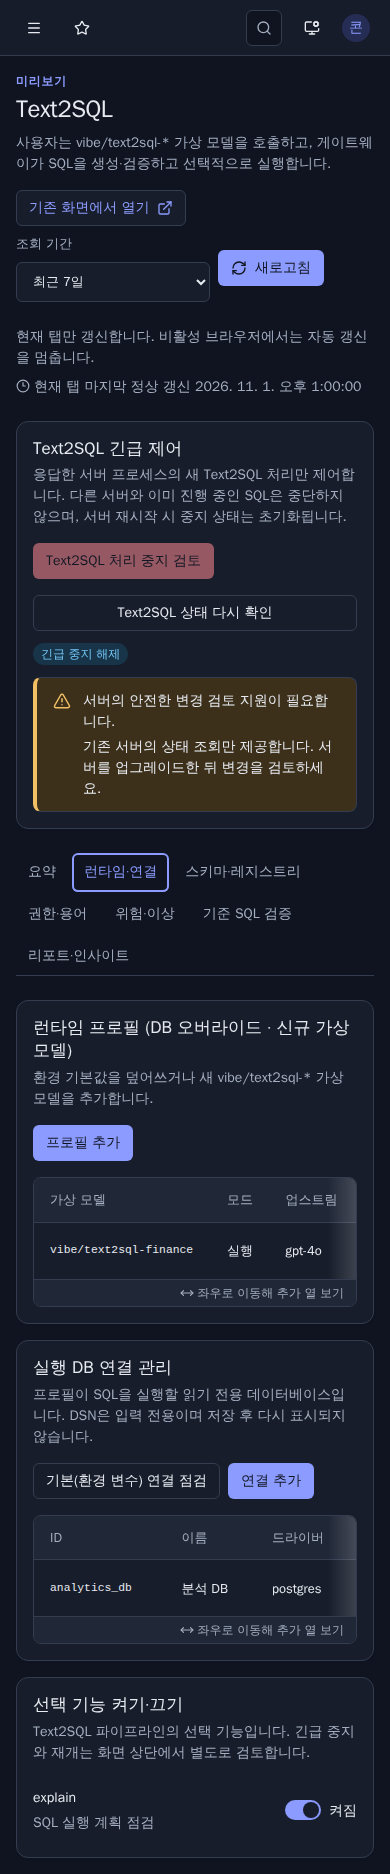 콘
미리보기
Text2SQL
사용자는 vibe/text2sql-* 가상 모델을 호출하고, 게이트웨
이가 SQL을 생성·검증하고 선택적으로 실행합니다.
기존 화면에서 열기
조회 기간
최근 7일
새로고침
현재 탭만 갱신합니다. 비활성 브라우저에서는 자동 갱신
을 멈춥니다.
현재 탭 마지막 정상 갱신 2026. 11. 1. 오후 1:00:00
Text2SQL 긴급 제어
응답한 서버 프로세스의 새 Text2SQL 처리만 제어합
니다. 다른 서버와 이미 진행 중인 SQL은 중단하지
않으며, 서버 재시작 시 중지 상태는 초기화됩니다.
Text2SQL 처리 중지 검토
Text2SQL 상태 다시 확인
긴급 중지 해제
서버의 안전한 변경 검토 지원이 필요합
니다.
기존 서버의 상태 조회만 제공합니다. 서
버를 업그레이드한 뒤 변경을 검토하세
요.
요약 런타임·연결 스키마·레지스트리
권한·용어 위험·이상 기준 SQL 검증
리포트·인사이트
런타임 프로필 (DB 오버라이드 · 신규 가상
모델)
환경 기본값을 덮어쓰거나 새 vibe/text2sql-* 가상
모델을 추가합니다.
프로필 추가
가상 모델 모드 업스트림
vibe/text2sql-finance 실행 gpt-4o
좌우로 이동해 추가 열 보기
실행 DB 연결 관리
프로필이 SQL을 실행할 읽기 전용 데이터베이스입
니다. DSN은 입력 전용이며 저장 후 다시 표시되지
않습니다.
기본(환경 변수) 연결 점검 연결 추가
ID 이름 드라이버
analytics_db 분석 DB postgres
좌우로 이동해 추가 열 보기
선택 기능 켜기·끄기
Text2SQL 파이프라인의 선택 기능입니다. 긴급 중지
와 재개는 화면 상단에서 별도로 검토합니다.
explain
SQL 실행 계획 점검
켜짐